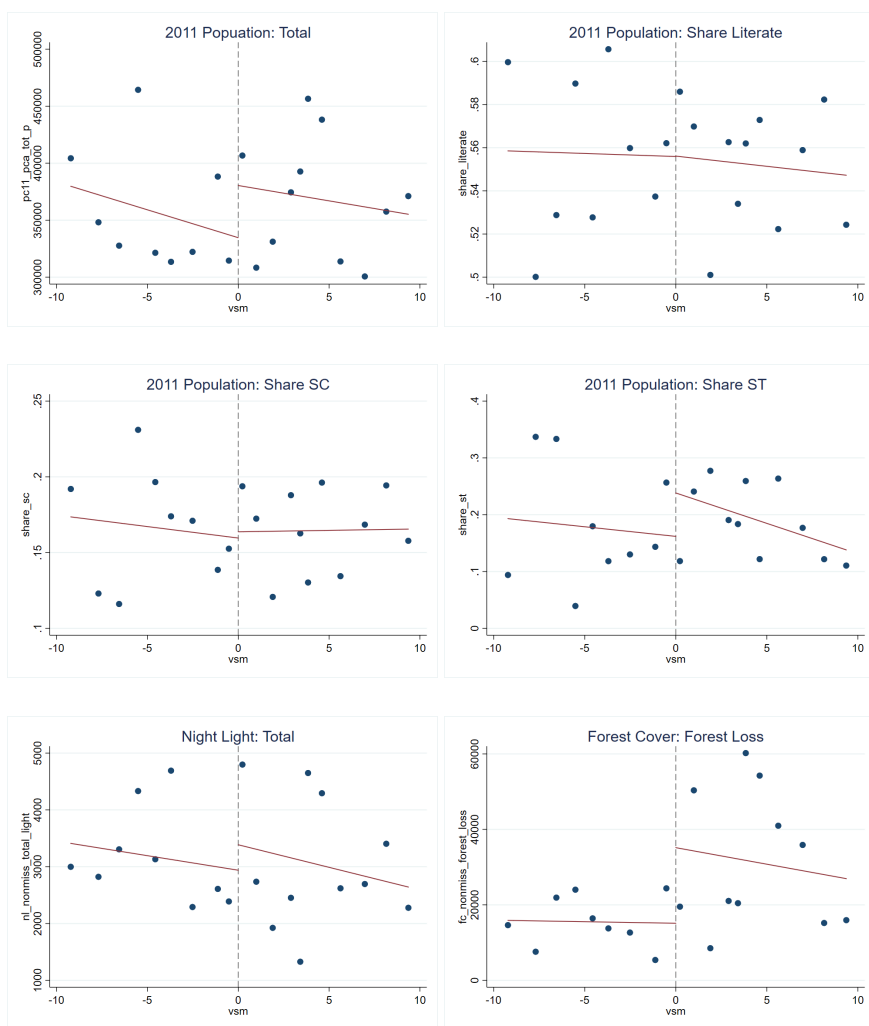 2011 Popuation: Total
pc11_pca_tot_p
500000
450000
400000
350000
300000
-10 -5 0 5 10
vsm
2011 Population: Share Literate
share_literate
.6
.58
.56
.54
.52
.5
-10 -5 0 5 10
vsm
2011 Population: Share SC
share_sc
.25
.2
.15
.1
-10 -5 0 5 10
vsm
2011 Population: Share ST
share_st
.4
.3
.2
.1
0
-10 -5 0 5 10
vsm
Night Light: Total
nl_nonmiss_total_light
5000
4000
3000
2000
1000
-10 -5 0 5 10
vsm
Forest Cover: Forest Loss
fc_nonmiss_forest_loss
60000
40000
20000
0
-10 -5 0 5 10
vsm